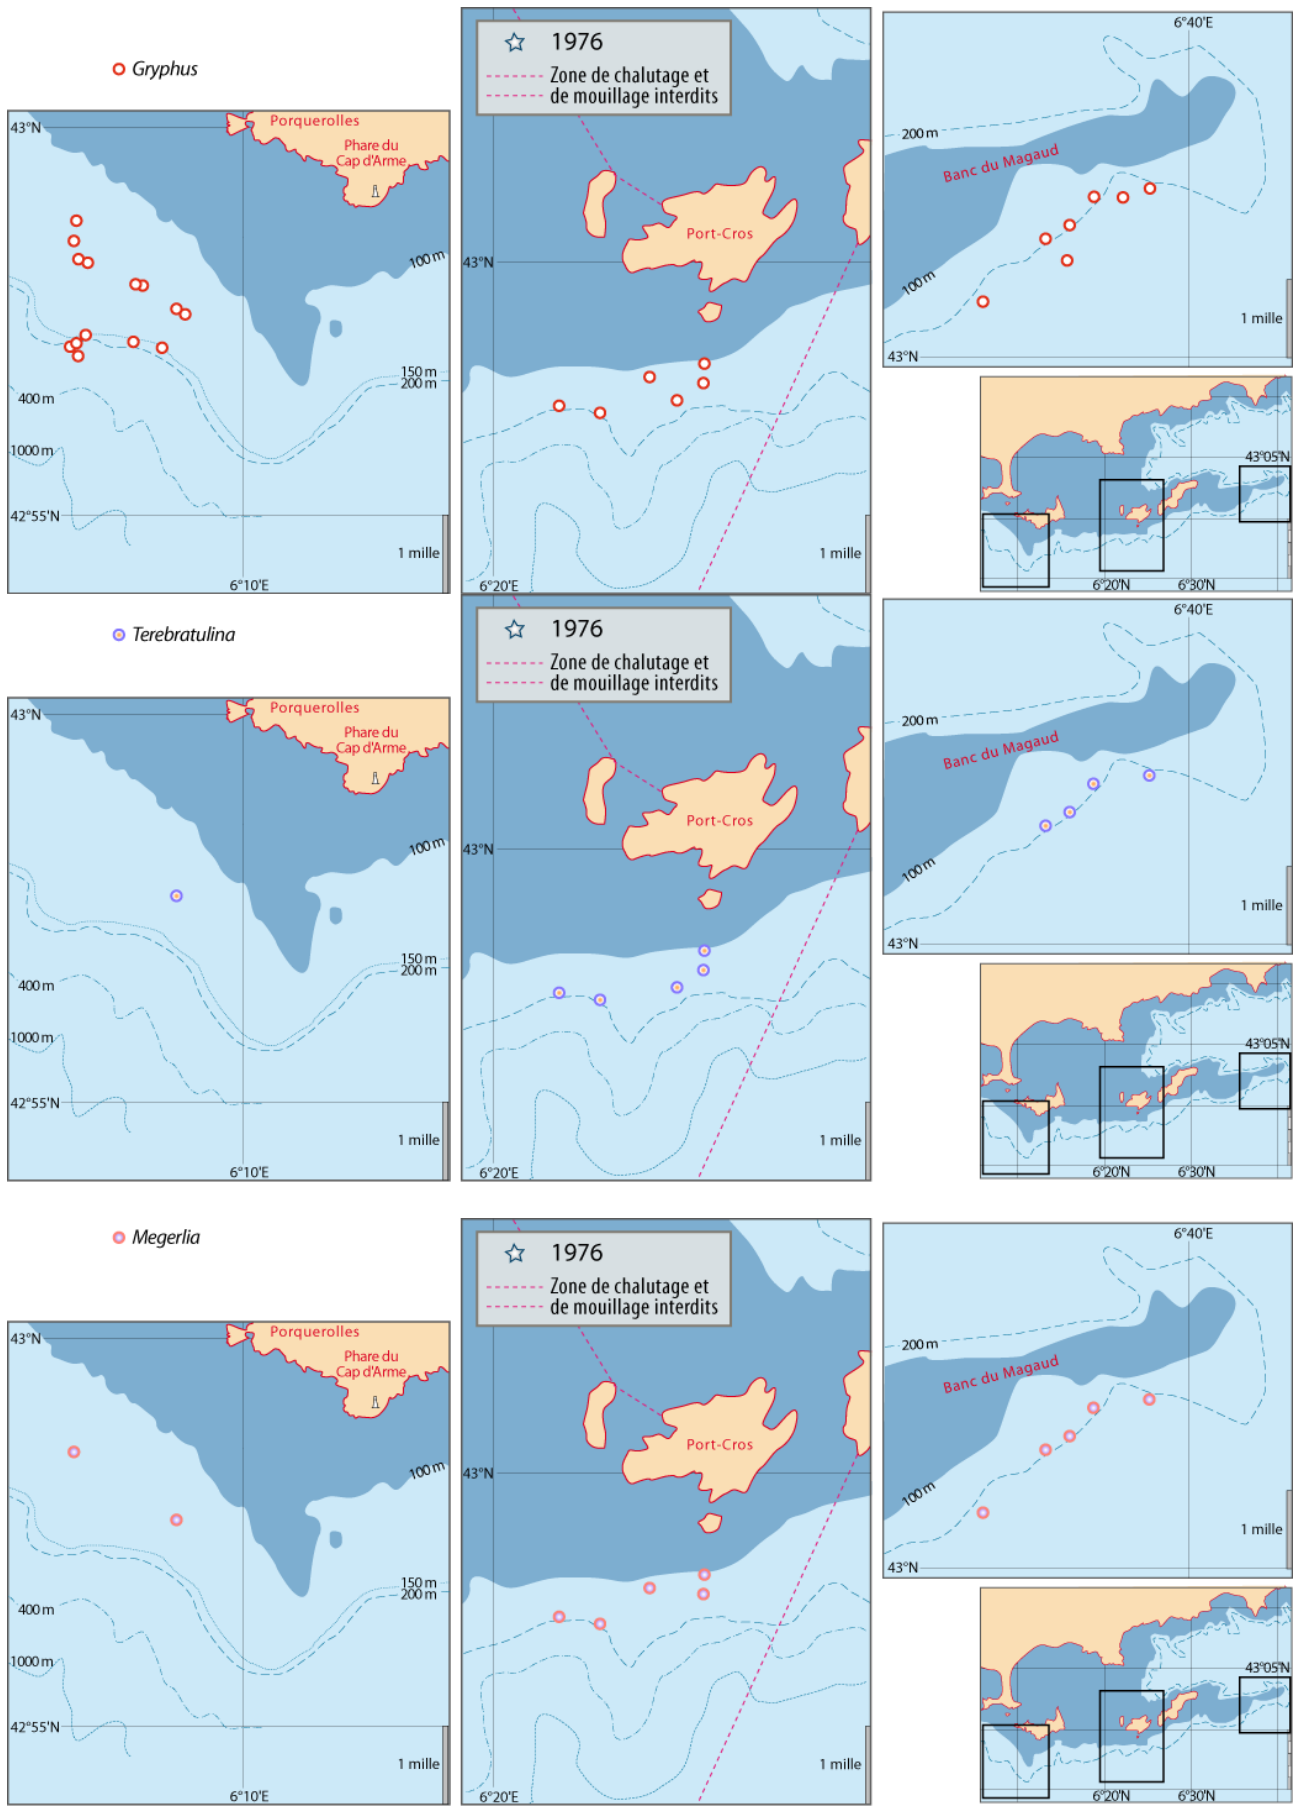 Gryphus
43°N
Porquerolles
Phare du
Cap d'Arme
100 m
150 m
200 m
400 m
1000 m
42°55'N
1 mille
6°10'E
1976
Zone de chalutage et
de mouillage interdits
Port-Cros
43°N
1 mille
6°20'E
6°40'E
200 m
Banc du Magaud
100 m
1 mille
43°N
43°05'N
6°20'N
6°30'N
Terebratulina
43°N
Porquerolles
Phare du
Cap d'Arme
100 m
150 m
200 m
400 m
1000 m
42°55'N
1 mille
6°10'E
1976
Zone de chalutage et
de mouillage interdits
Port-Cros
43°N
1 mille
6°20'E
6°40'E
200 m
Banc du Magaud
100 m
1 mille
43°N
43°05'N
6°20'N
6°30'N
Megerlia
43°N
Porquerolles
Phare du
Cap d'Arme
100 m
150 m
200 m
400 m
1000 m
42°55'N
1 mille
6°10'E
1976
Zone de chalutage et
de mouillage interdits
Port-Cros
43°N
1 mille
6°20'E
6°40'E
200 m
Banc du Magaud
100 m
1 mille
43°N
43°05'N
6°20'N
6°30'N